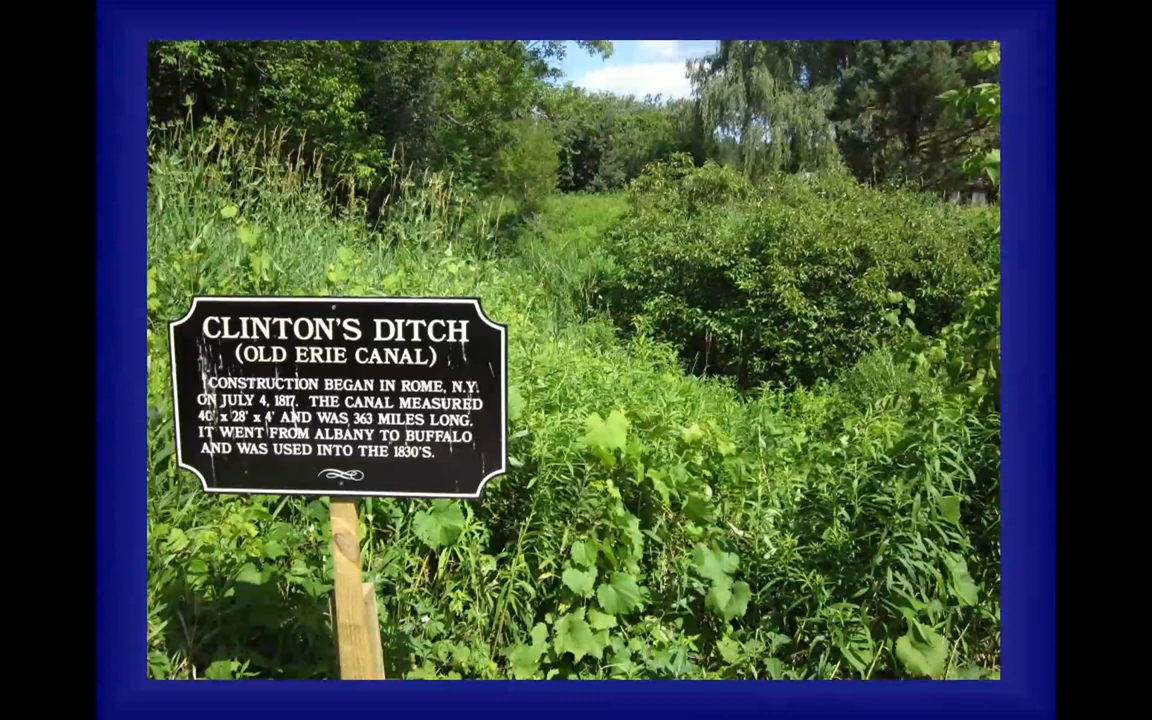 CLINTON'S DITCH
(OLD ERIE CANAL)
CONSTRUCTION BEGAN IN ROME, N.Y.
ON JULY 4, 1817. THE CANAL MEASURED
40' x 28' x 4' AND WAS 363 MILES LONG.
IT WENT FROM ALBANY TO BUFFALO
AND WAS USED INTO THE 1830'S.